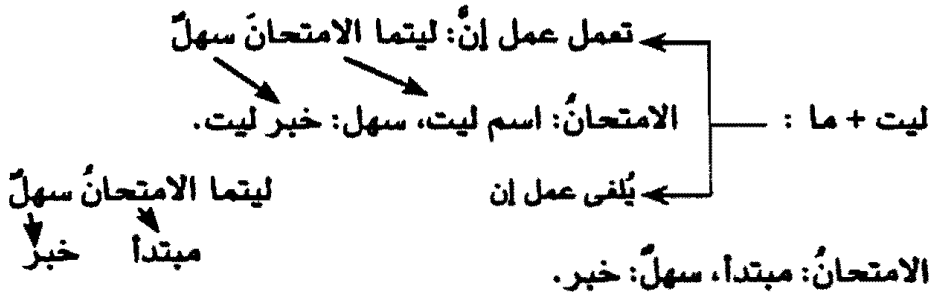 تعمل عمل إنَّ: ليتما الامتحانَ سهلٌ
ليت + ما :
الامتحانُ: اسم ليت، سهل: خبر ليت.
يُلغى عمل إن
ليتما الامتحانُ سهلٌ
مبتدأ خبر
الامتحانُ: مبتدأ، سهلٌ: خبر.